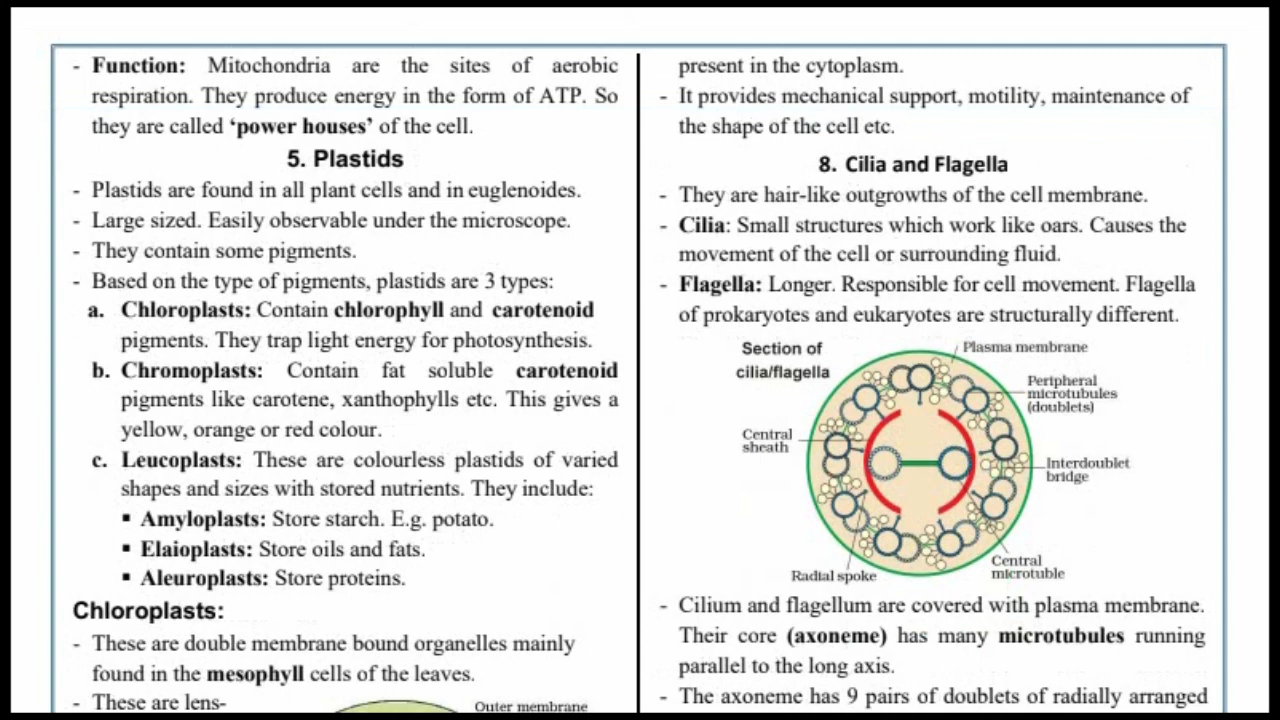 - Function: Mitochondria are the sites of aerobic
respiration. They produce energy in the form of ATP. So
they are called ‘power houses’ of the cell.
5. Plastids
- Plastids are found in all plant cells and in euglenoides.
- Large sized. Easily observable under the microscope.
- They contain some pigments.
- Based on the type of pigments, plastids are 3 types:
a. Chloroplasts: Contain chlorophyll and carotenoid
pigments. They trap light energy for photosynthesis.
b. Chromoplasts: Contain fat soluble carotenoid
pigments like carotene, xanthophylls etc. This gives a
yellow, orange or red colour.
c. Leucoplasts: These are colourless plastids of varied
shapes and sizes with stored nutrients. They include:
▪ Amyloplasts: Store starch. E.g. potato.
▪ Elaioplasts: Store oils and fats.
▪ Aleuroplasts: Store proteins.
Chloroplasts:
- These are double membrane bound organelles mainly
found in the mesophyll cells of the leaves.
- These are lens-
Outer membrane
present in the cytoplasm.
- It provides mechanical support, motility, maintenance of
the shape of the cell etc.
8. Cilia and Flagella
- They are hair-like outgrowths of the cell membrane.
- Cilia: Small structures which work like oars. Causes the
movement of the cell or surrounding fluid.
- Flagella: Longer. Responsible for cell movement. Flagella
of prokaryotes and eukaryotes are structurally different.
Section of
cilia/flagella
Plasma membrane
Peripheral
microtubules
(doublets)
Central
sheath
Interdoublet
bridge
Central
microtuble
Radial spoke
- Cilium and flagellum are covered with plasma membrane.
Their core (axoneme) has many microtubules running
parallel to the long axis.
- The axoneme has 9 pairs of doublets of radially arranged